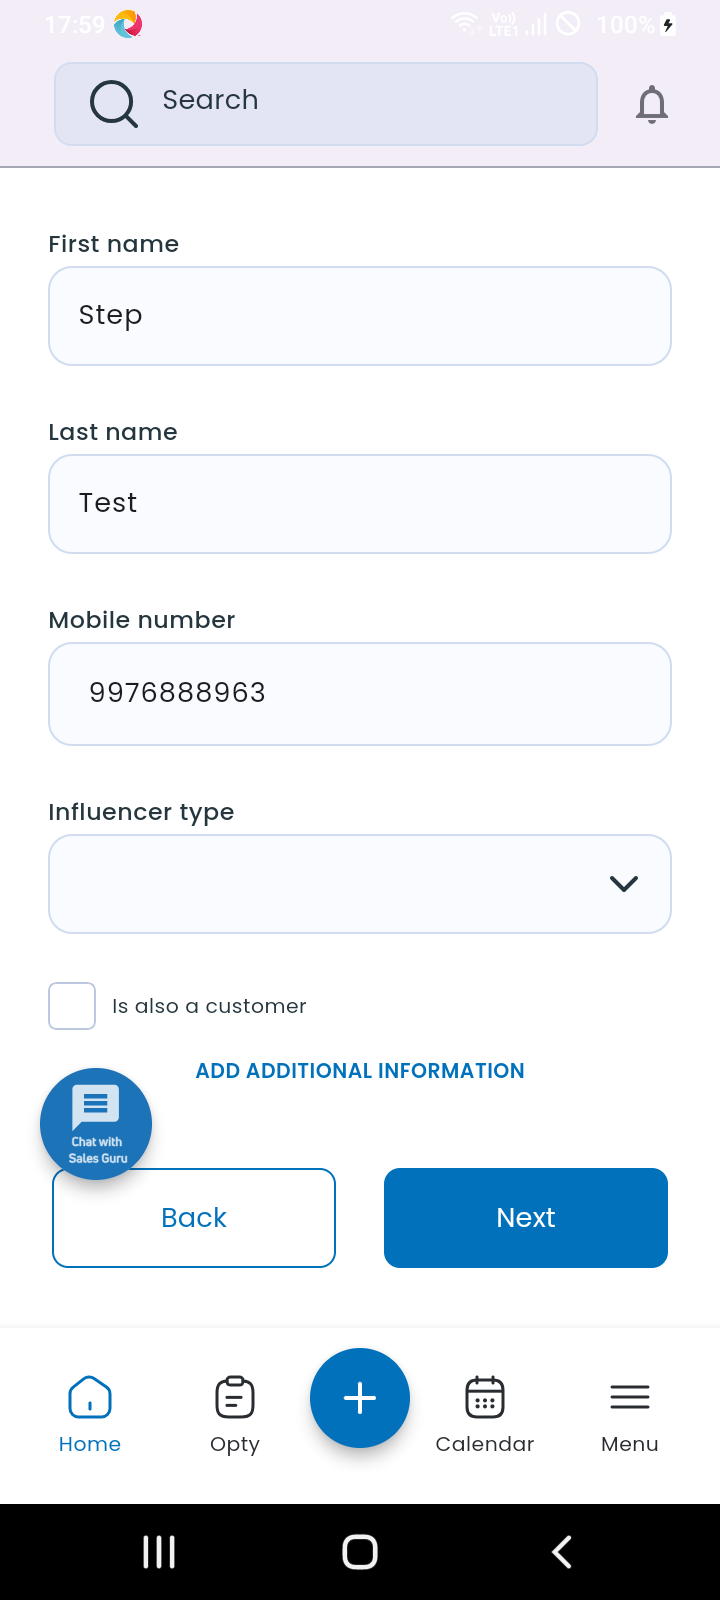 17:59
Vo))
LTE1
100%
Search
First name
Step
Last name
Test
Mobile number
9976888963
Influencer type
Is also a customer
ADD ADDITIONAL INFORMATION
Chat with
Sales Guru
Back
Next
Home
Opty
Calendar
Menu